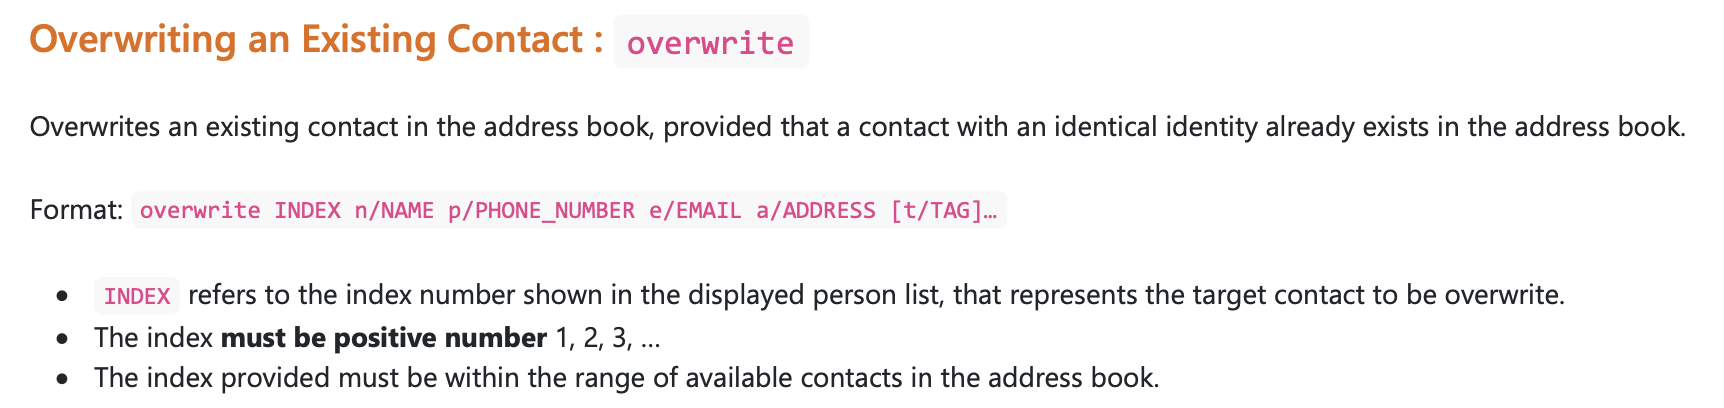 Overwriting an Existing Contact : overwrite
Overwrites an existing contact in the address book, provided that a contact with an identical identity already exists in the address book.
Format: overwrite INDEX n/NAME p/PHONE_NUMBER e/EMAIL a/ADDRESS [t/TAG]…
• INDEX refers to the index number shown in the displayed person list, that represents the target contact to be overwrite.
• The index must be positive number 1, 2, 3, …
• The index provided must be within the range of available contacts in the address book.